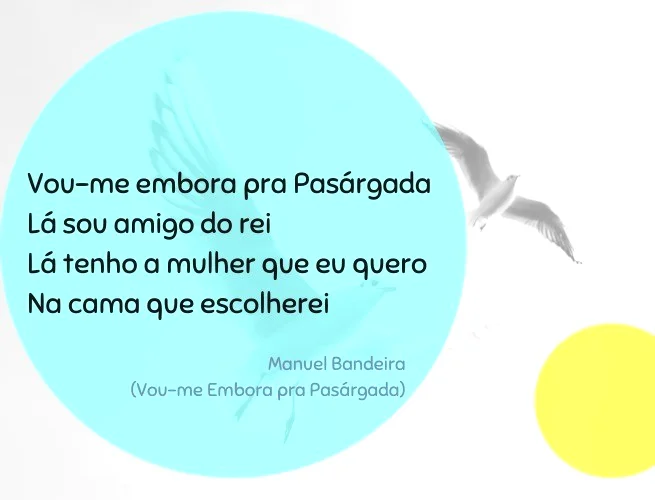 Vou-me embora pra Pasárgada
Lá sou amigo do rei
Lá tenho a mulher que eu quero
Na cama que escolherei
Manuel Bandeira
(Vou-me Embora pra Pasárgada)